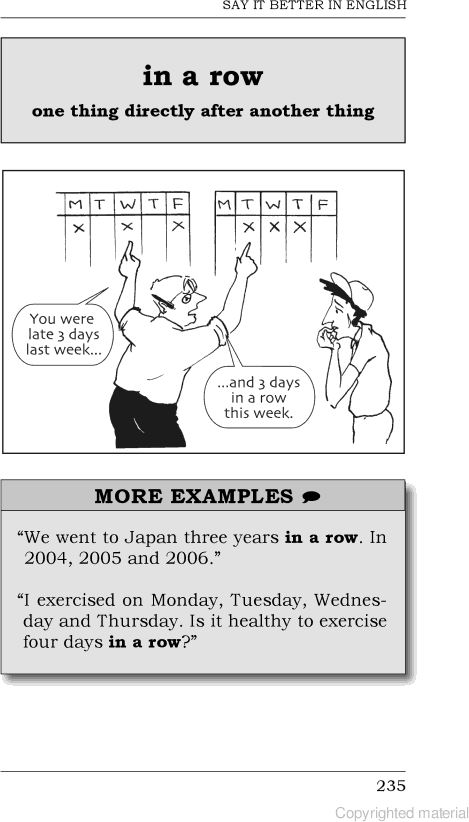 SAY IT BETTER IN ENGLISH
in a row
one thing directly after another thing
M T W T F
X X X
M T W T F
X X X
You were
late 3 days
last week...
...and 3 days
in a row
this week.
MORE EXAMPLES
“We went to Japan three years in a row. In
2004, 2005 and 2006.”
“I exercised on Monday, Tuesday, Wednes-
day and Thursday. Is it healthy to exercise
four days in a row?”
235
Copyrighted material